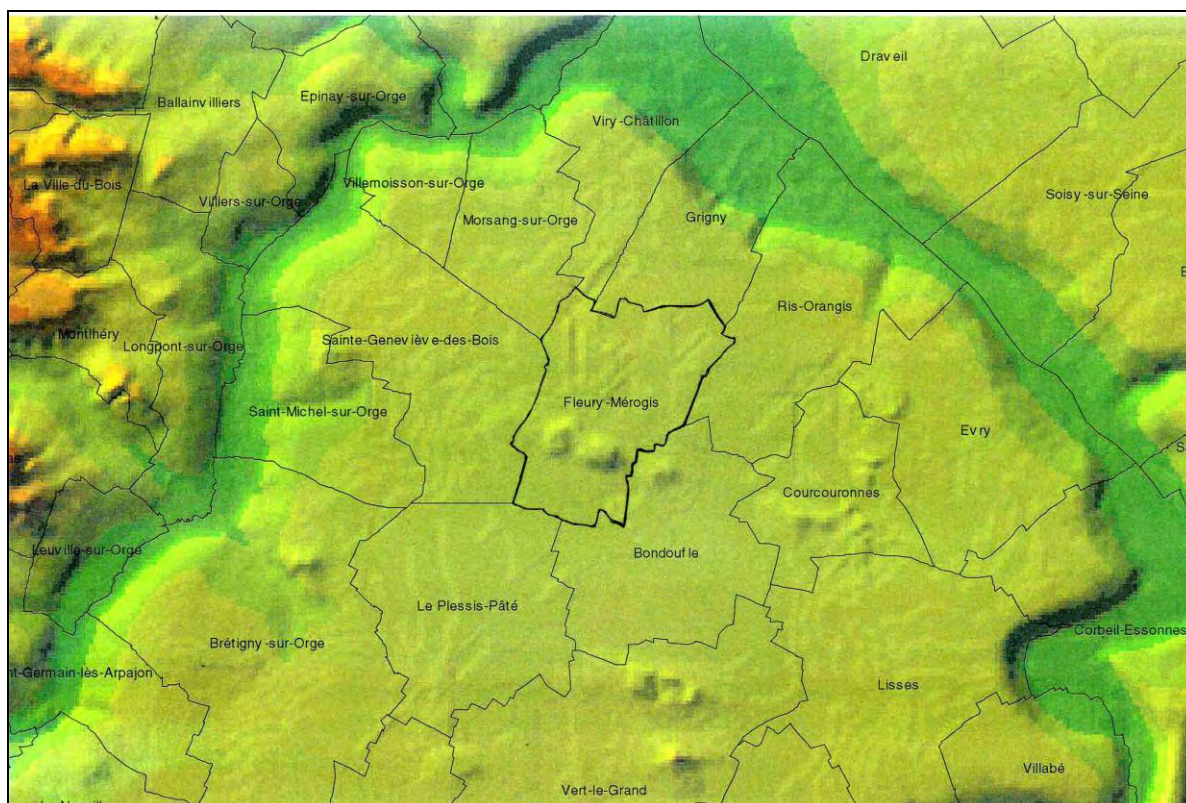 Draveil
Ballainvilliers
Epinay-sur-Orge
Viry-Châtillon
La Ville-du-Bois
Villemoisson-sur-Orge
Villiers-sur-Orge
Morsang-sur-Orge
Grigny
Soisy-sur-Seine
Ris-Orangis
Montlhéry
Longpont-sur-Orge
Sainte-Geneviève-des-Bois
Fleury-Mérogis
Saint-Michel-sur-Orge
Evry
Courcouronnes
Leuville-sur-Orge
Bondoufle
Le Plessis-Pâté
Corbeil-Essonnes
Brétigny-sur-Orge
nt-Germain-lès-Arpajon
Lisses
Villabé
Vert-le-Grand